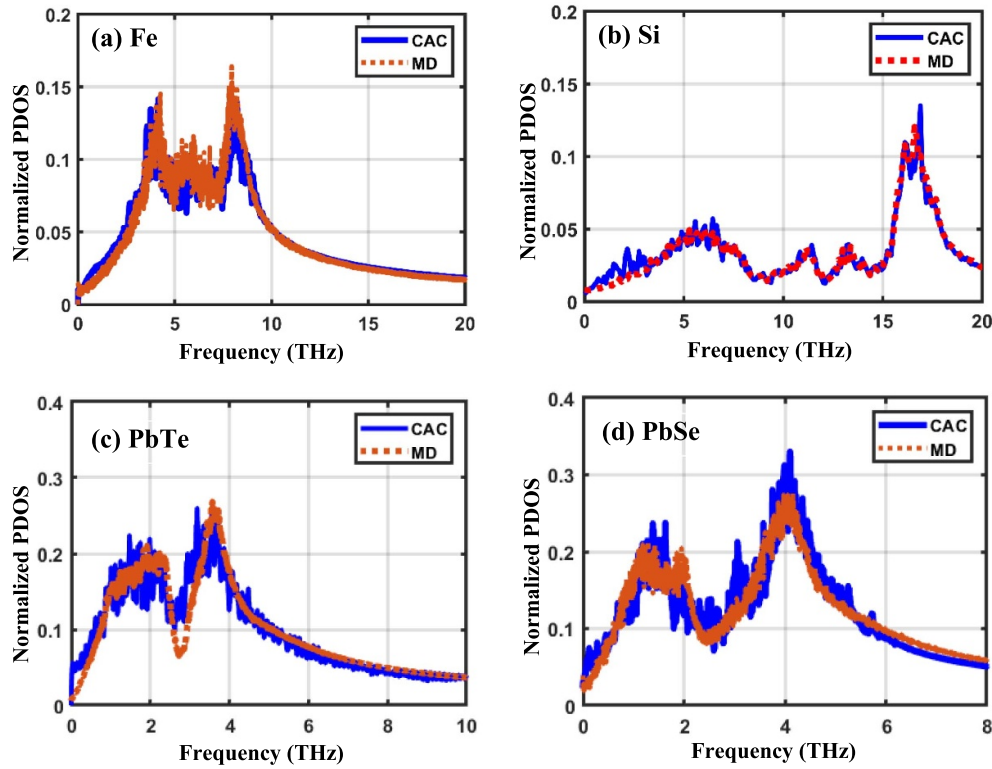 (a) Fe
CAC
MD
Normalized PDOS
0.2
0.15
0.1
0.05
0
0 5 10 15 20
Frequency (THz)
(b) Si
CAC
MD
Normalized PDOS
0.2
0.15
0.1
0.05
0
0 5 10 15 20
Frequency (THz)
(c) PbTe
CAC
MD
Normalized PDOS
0.4
0.3
0.2
0.1
0
0 2 4 6 8 10
Frequency (THz)
(d) PbSe
CAC
MD
Normalized PDOS
0.4
0.3
0.2
0.1
0
0 2 4 6 8
Frequency (THz)